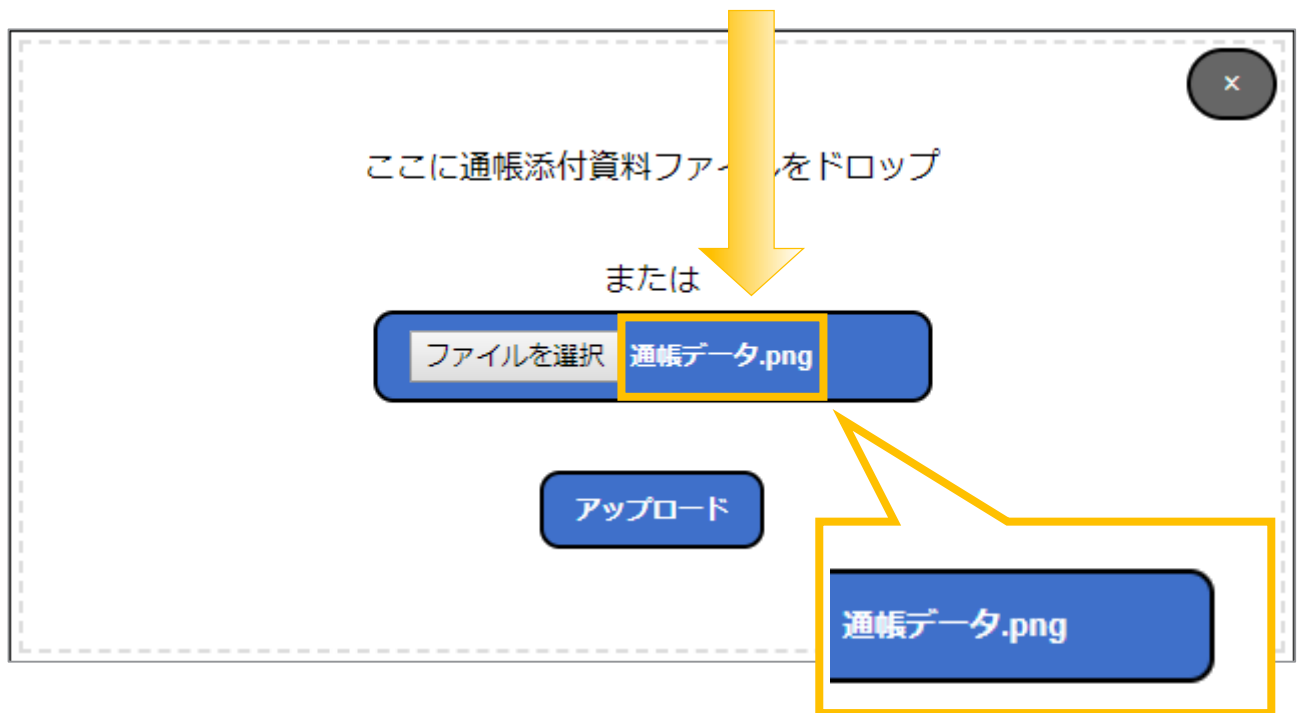 ×
ここに通帳添付資料ファイルをドロップ
または
ファイルを選択 通帳データ.png
アップロード
通帳データ.png